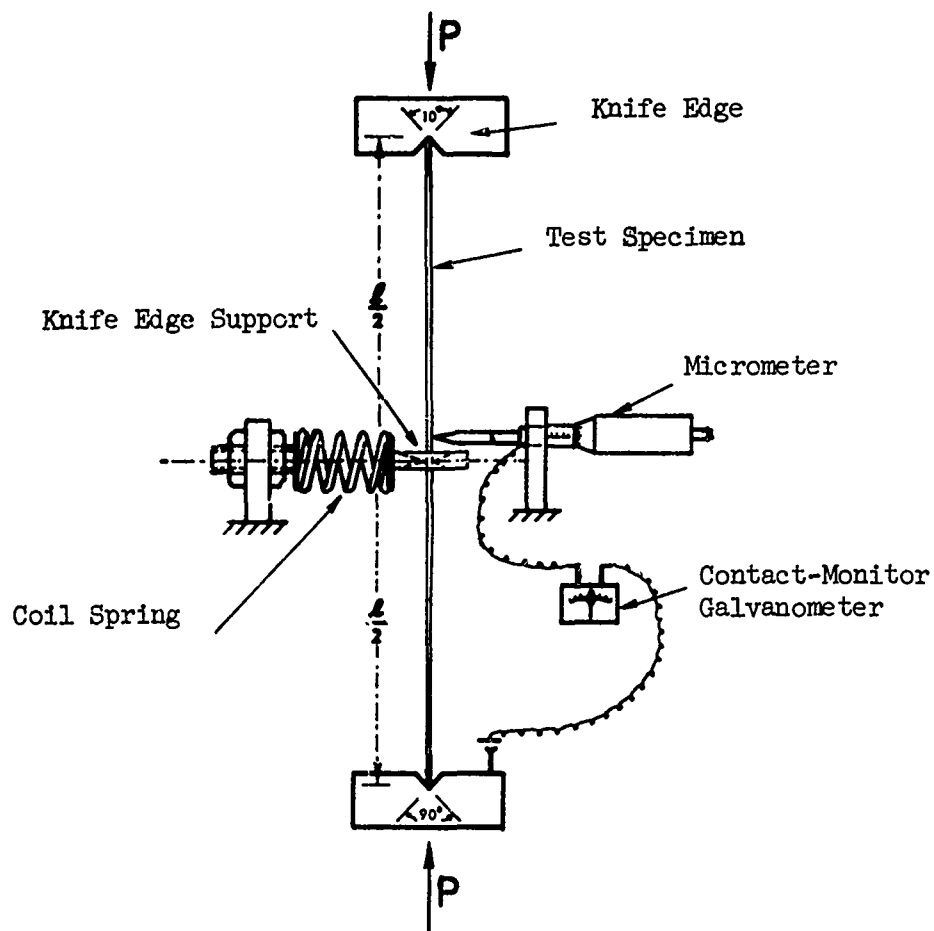 P
10°
Knife Edge
Test Specimen
ℓ/2
Knife Edge Support
Micrometer
Contact-Monitor
Galvanometer
Coil Spring
ℓ/2
90°
P